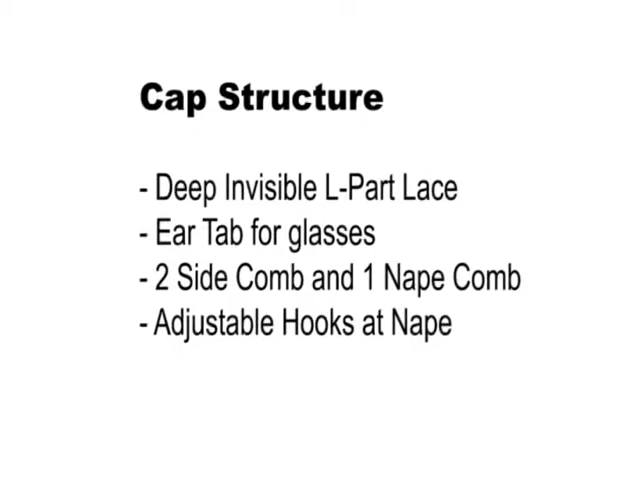 Cap Structure
- Deep Invisible L-Part Lace
- Ear Tab for glasses
- 2 Side Comb and 1 Nape Comb
- Adjustable Hooks at Nape